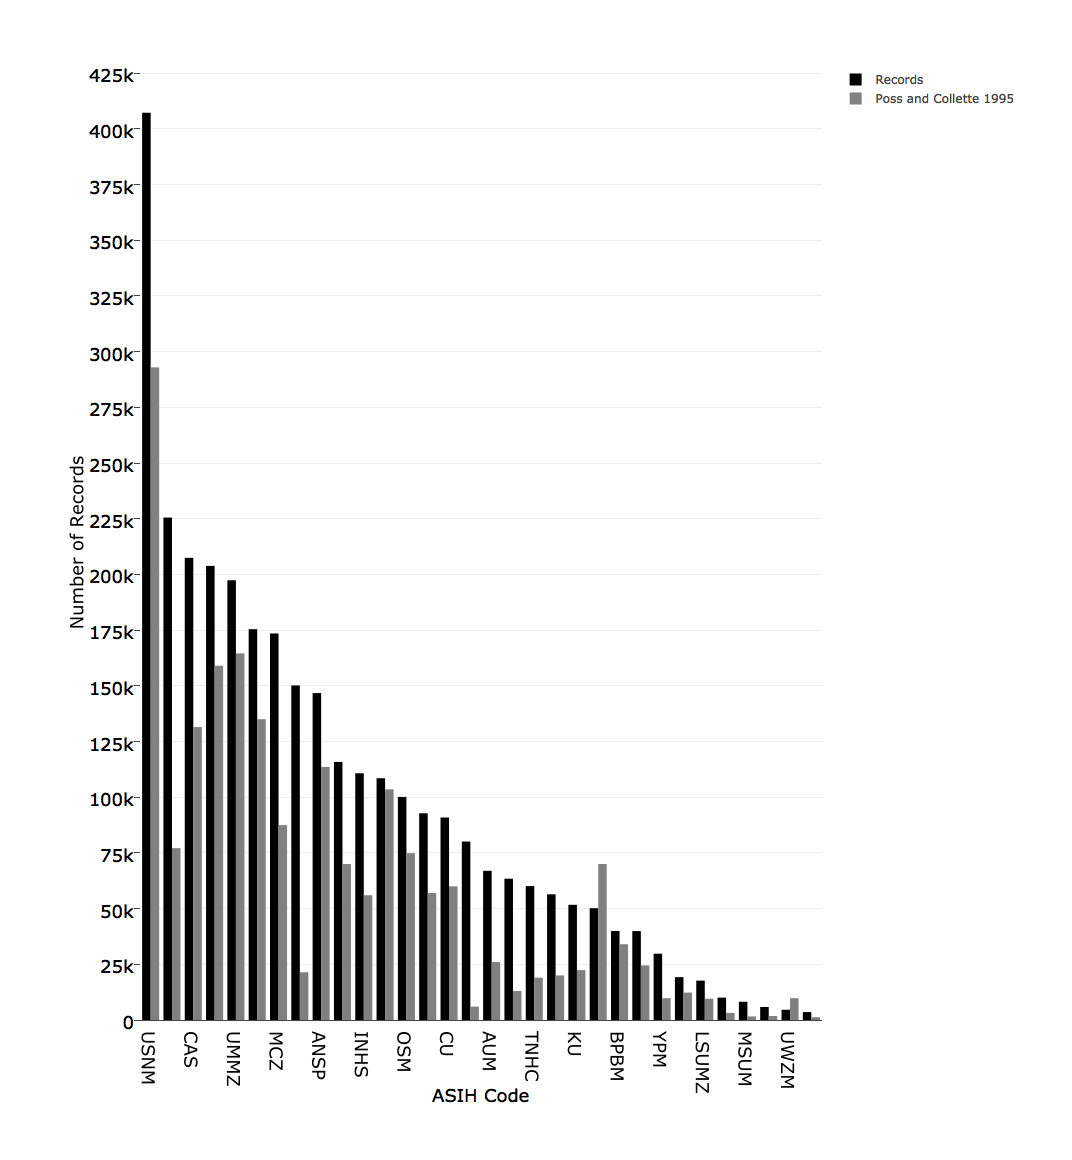 425k
400k
375k
350k
325k
300k
275k
250k
225k
200k
175k
150k
125k
100k
75k
50k
25k
0
Number of Records
USNM
CAS
UMMZ
MCZ
ANSP
INHS
OSM
CU
AUM
TNHC
KU
BPBM
YPM
LSUMZ
MSUM
UWZM
ASIH Code
Records
Poss and Collette 1995